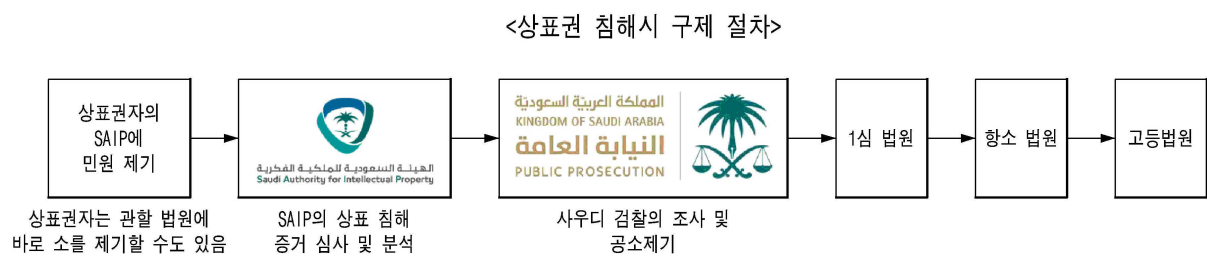 <상표권 침해시 구제 절차>
상표권자의
SAIP에
민원 제기
الهيئة السعودية للملكية الفكرية
Saudi Authority for Intellectual Property
المملكة العربيّة السعوديّة
KINGDOM OF SAUDI ARABIA
النيابة العامة
PUBLIC PROSECUTION
1심 법원
항소 법원
고등법원
상표권자는 관할 법원에
바로 소를 제기할 수도 있음
SAIP의 상표 침해
증거 심사 및 분석
사우디 검찰의 조사 및
공소제기